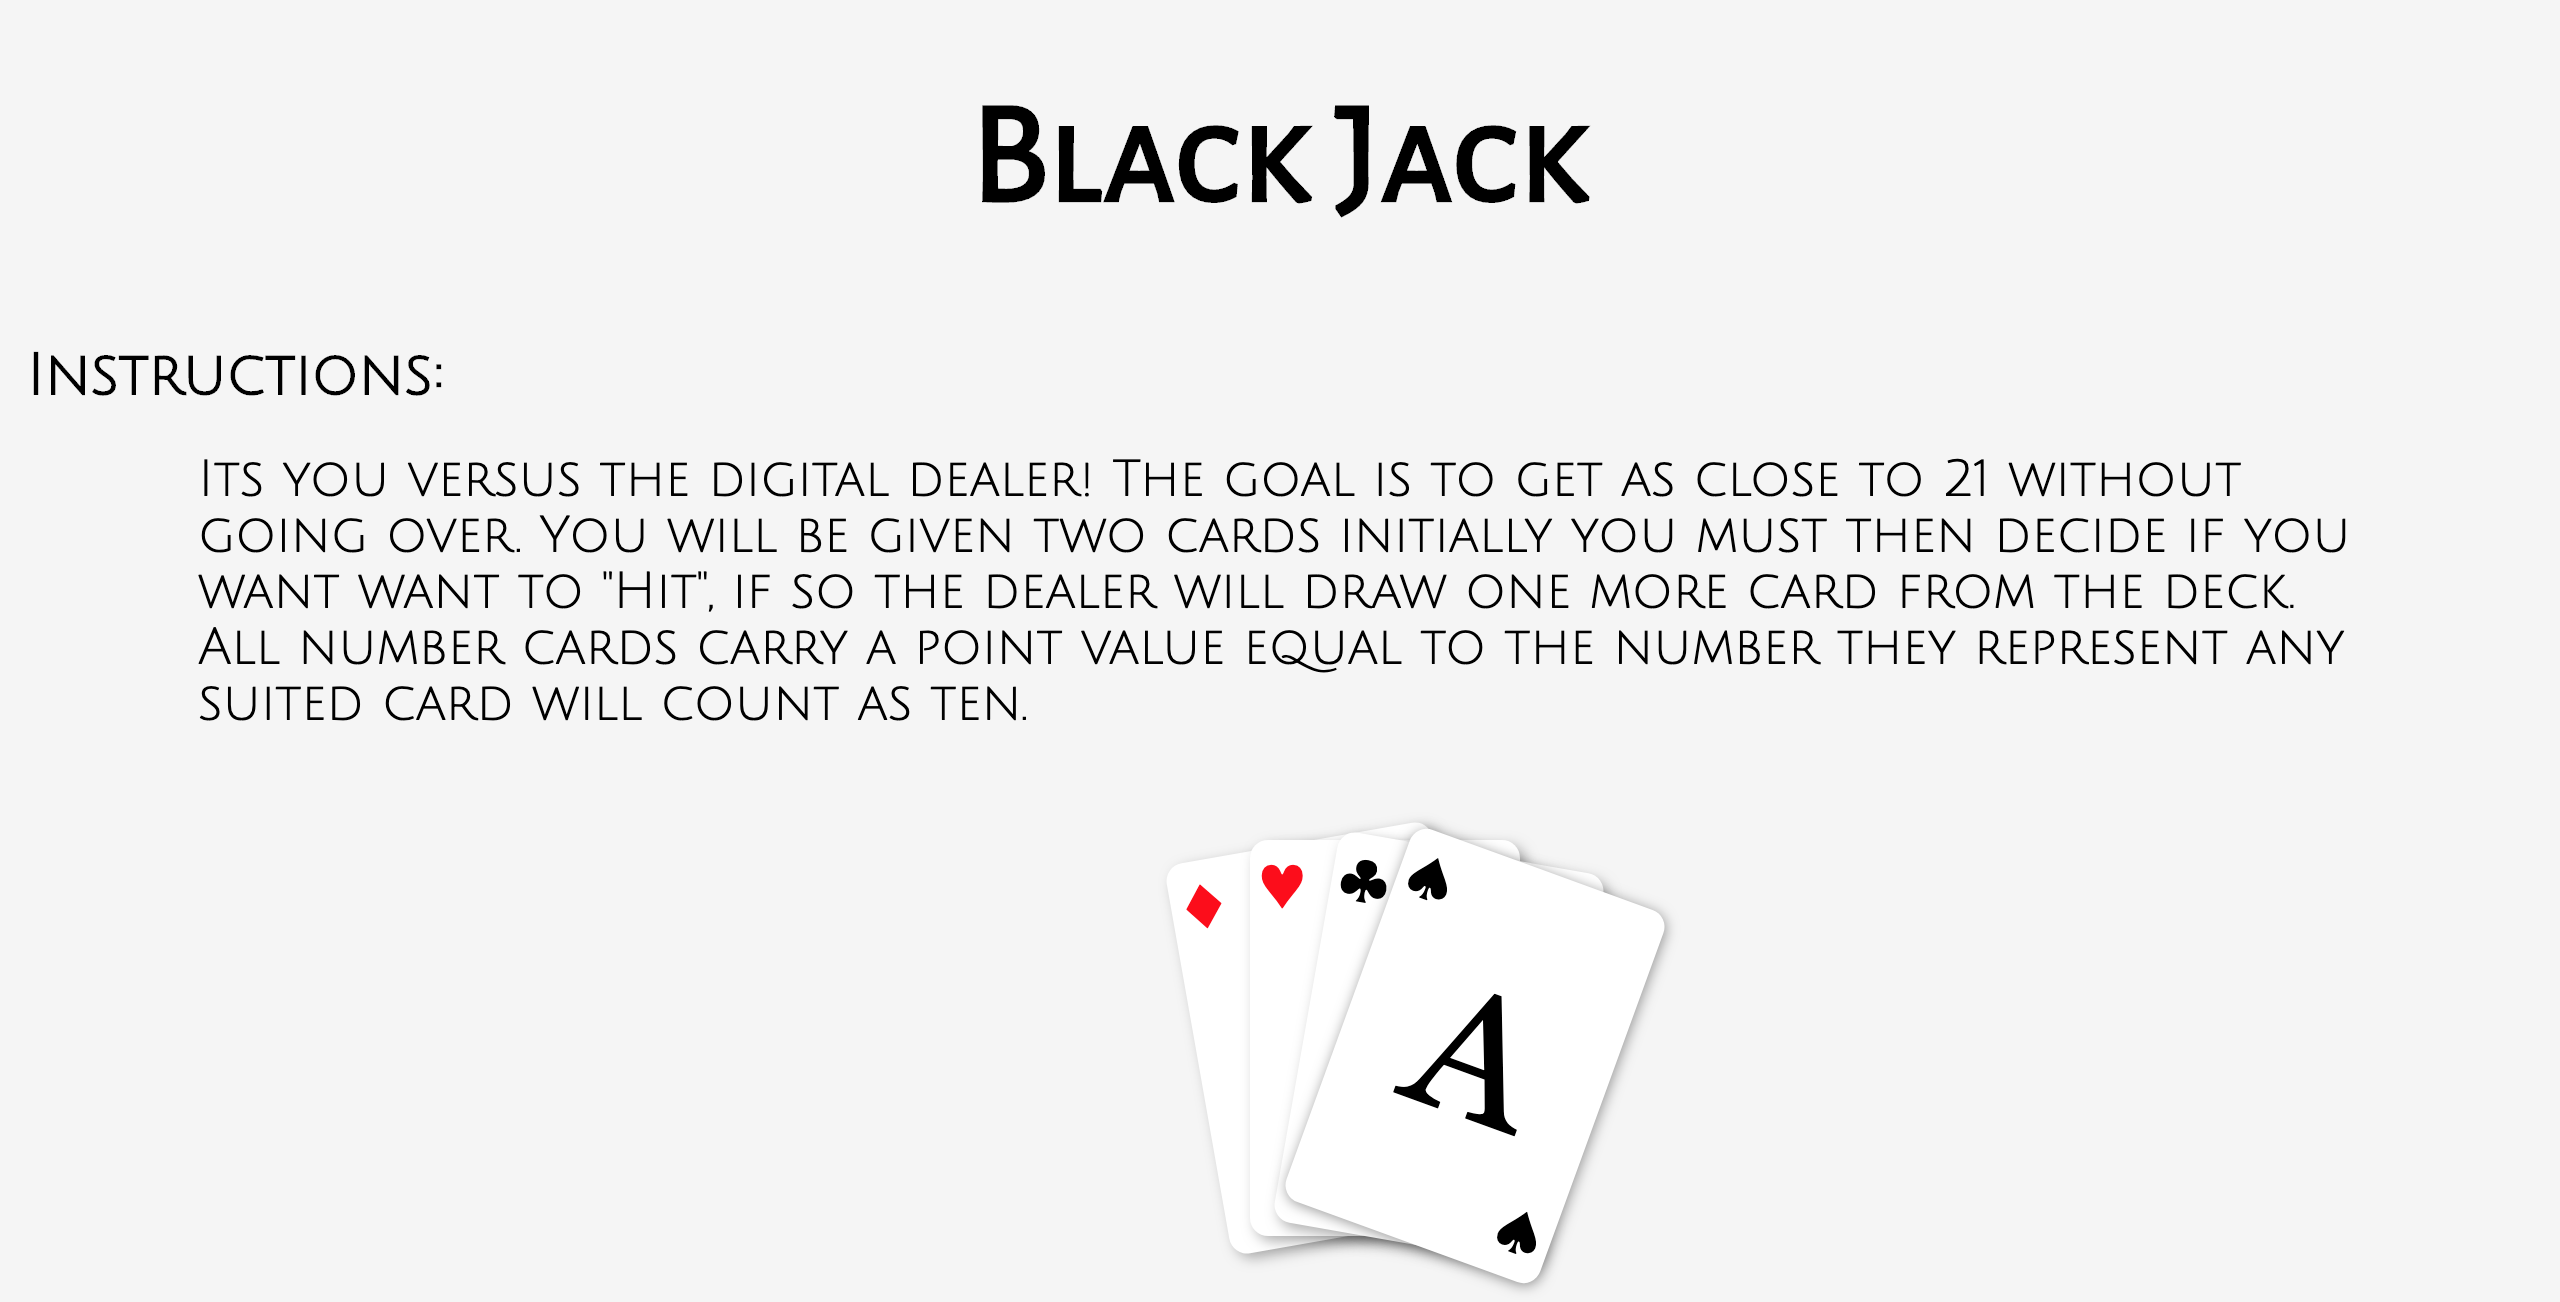 Black Jack
Instructions:
Its you versus the digital dealer! The goal is to get as close to 21 without
going over. You will be given two cards initially you must then decide if you
want want to "Hit", if so the dealer will draw one more card from the deck.
All number cards carry a point value equal to the number they represent any
suited card will count as ten.
A